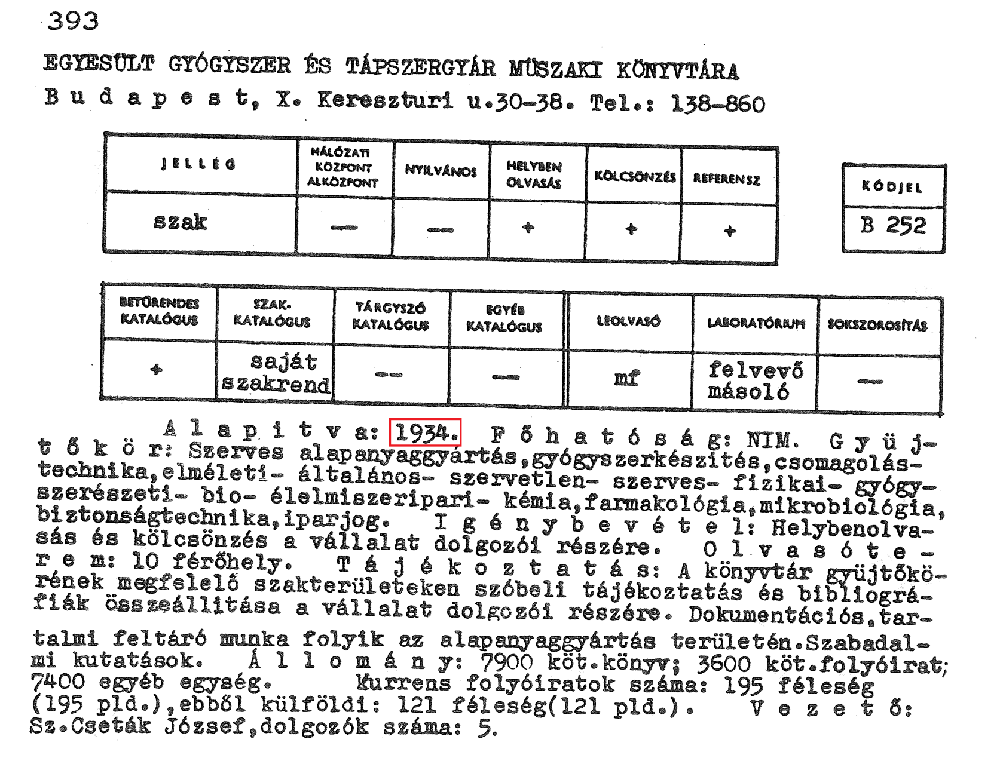 393
EGYESÜLT GYÓGYSZER ÉS TÁPSZERGYÁR MÜSZAKI KÖNYVTÁRA
B u d a p e s t, X. Kereszturi u.30-38. Tel.: 138-860
JELLEG
HÁLÓZATI KÖZPONT ALKÖZPONT
NYILVÁNOS
HELYBEN OLVASÁS
KÖLCSÖNZÉS
REFERENSZ
KÓDJEL
szak
--
--
+
+
+
B 252
BETŰRENDES KATALÓGUS
SZAK-KATALÓGUS
TÁRGYSZÓ KATALÓGUS
EGYÉB KATALÓGUS
LEOLVASÓ
LABORATÓRIUM
SOKSZOROSÍTÁS
+
saját szakrend
--
--
mf
felvevő másoló
--
A l a p i t v a: 1934. F ő h a t ó s á g: NIM. G y ü j-
t ő k ö r: Szerves alapanyaggyártás,gyógyszerkészítés,csomagolás-
technika,elméleti- általános- szervetlen- szerves- fizikai- gyógy-
szerészeti- bio- élelmiszeripari- kémia,farmakológia,mikrobiológia,
biztonságtechnika,iparjog. I g é n y b e v é t e l: Helybenolva-
sás és kölcsönzés a vállalat dolgozói részére. O l v a s ó t e -
r e m: 10 férőhely. T á j é k o z t a t á s: A könyvtár gyüjtőkö-
rének megfelelő szakterületeken szóbeli tájékoztatás és bibliográ-
fiák összeállitása a vállalat dolgozói részére. Dokumentációs,tar-
talmi feltáró munka folyik az alapanyaggyártás területén.Szabadal-
mi kutatások. Á l l o m á n y: 7900 köt.könyv; 3600 köt.folyóirat;
7400 egyéb egység. Kurrens folyóiratok száma: 195 féleség
(195 pld.),ebből külföldi: 121 féleség(121 pld.). V e z e t ő:
Sz.Cseták József,dolgozók száma: 5.